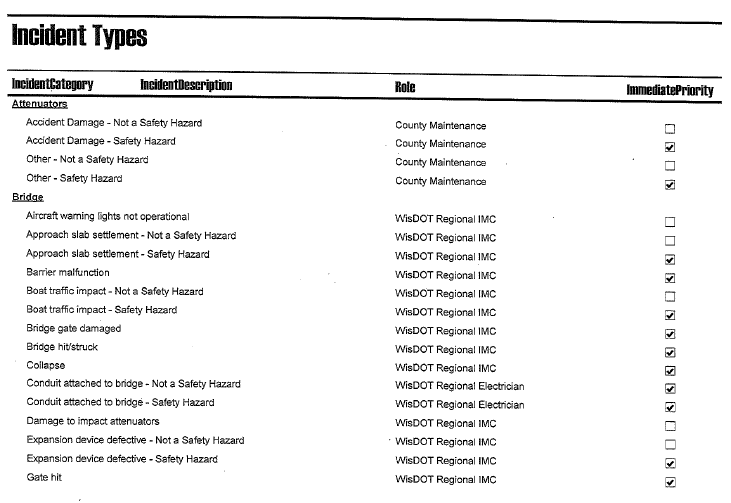 Incident Types
IncidentCategory IncidentDescription Role ImmediatePriority
Attenuators
Accident Damage - Not a Safety Hazard County Maintenance
Accident Damage - Safety Hazard County Maintenance
Other - Not a Safety Hazard County Maintenance
Other - Safety Hazard County Maintenance
Bridge
Aircraft warning lights not operational WisDOT Regional IMC
Approach slab settlement - Not a Safety Hazard WisDOT Regional IMC
Approach slab settlement - Safety Hazard WisDOT Regional IMC
Barrier malfunction WisDOT Regional IMC
Boat traffic impact - Not a Safety Hazard WisDOT Regional IMC
Boat traffic impact - Safety Hazard WisDOT Regional IMC
Bridge gate damaged WisDOT Regional IMC
Bridge hit/struck WisDOT Regional IMC
Collapse WisDOT Regional IMC
Conduit attached to bridge - Not a Safety Hazard WisDOT Regional Electrician
Conduit attached to bridge - Safety Hazard WisDOT Regional Electrician
Damage to impact attenuators WisDOT Regional IMC
Expansion device defective - Not a Safety Hazard WisDOT Regional IMC
Expansion device defective - Safety Hazard WisDOT Regional IMC
Gate hit WisDOT Regional IMC